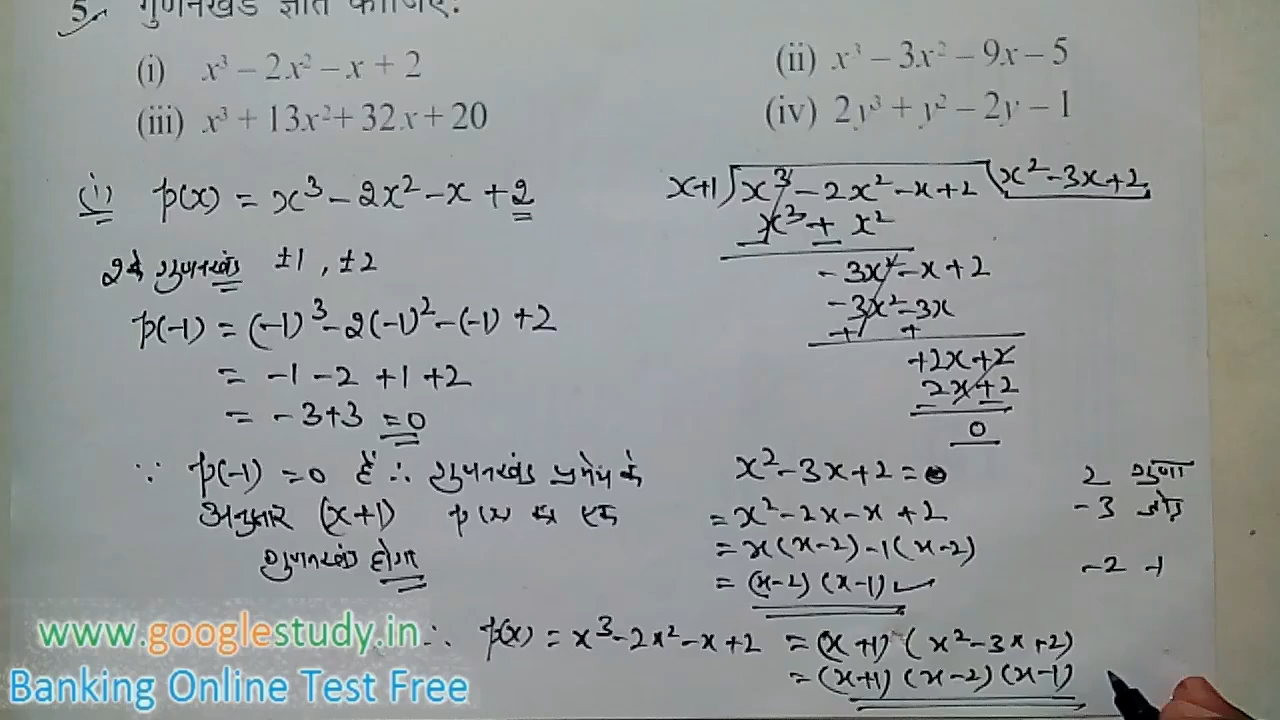 5. गुणनखंड ज्ञात कीजिए:
(i) x³ – 2x² – x + 2
(ii) x³ – 3x² – 9x – 5
(iii) x³ + 13x² + 32x + 20
(iv) 2y³ + y² – 2y – 1
(i) p(x) = x³ – 2x² – x + 2
2 के गुणनखंड ±1, ±2
p(-1) = (-1)³ – 2(-1)² – (-1) + 2
= -1 – 2 + 1 + 2
= -3 + 3 = 0
∵ p(-1) = 0 है ∴ गुणनखंड प्रमेय के
अनुसार (x+1) p(x) का एक
गुणनखंड होगा
x+1 ) x³ – 2x² – x + 2 ( x² – 3x + 2
x³ + x²
– –
-3x² – x + 2
-3x² – 3x
+ +
+2x + 2
2x + 2
– –
0
x² – 3x + 2 = 0
= x² – 2x – x + 2
= x(x–2) –1(x–2)
= (x–2)(x–1)
2 गुणा
-3 जोड़
-2 -1
∴ p(x) = x³ – 2x² – x + 2 = (x+1)(x² – 3x + 2)
= (x+1)(x–2)(x–1)
www.googlestudy.in
Banking Online Test Free